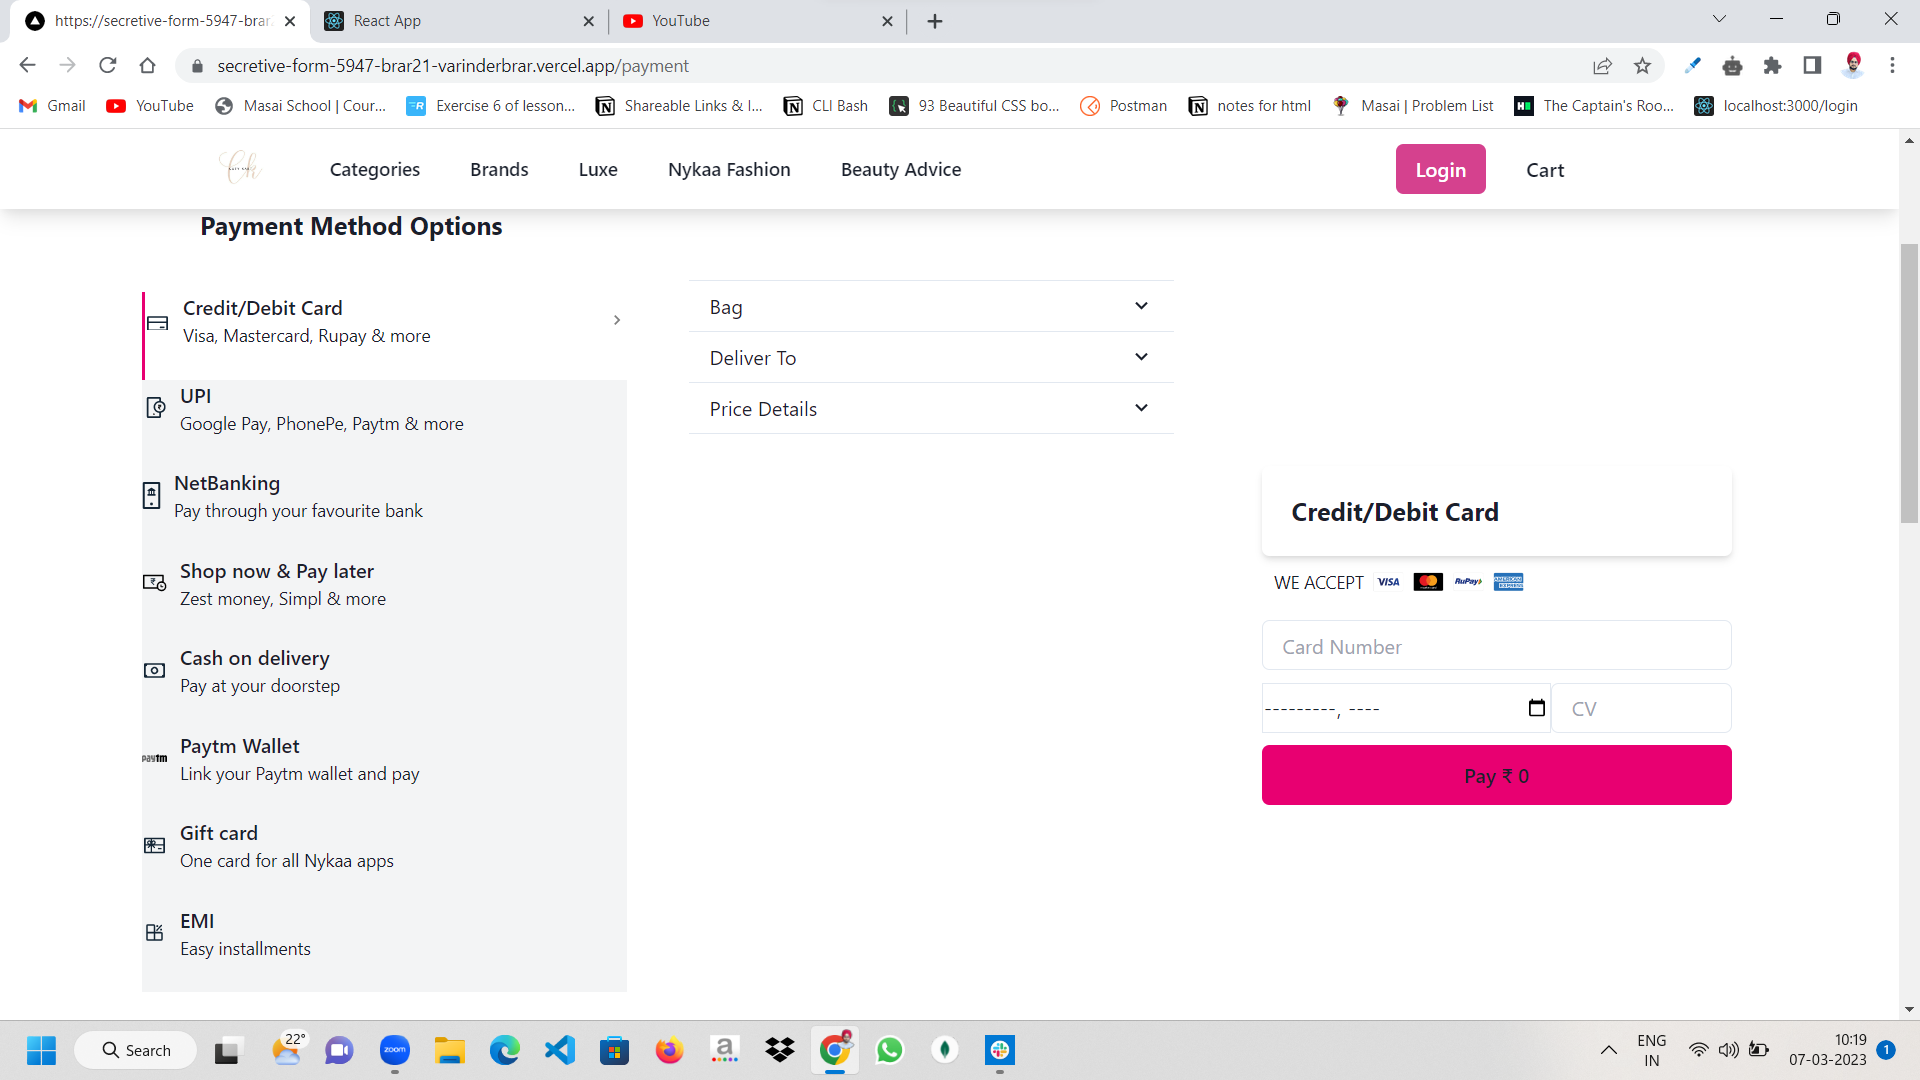 https://secretive-form-5947-brar
React App
YouTube
secretive-form-5947-brar21-varinderbrar.vercel.app/payment
Gmail
YouTube
Masai School | Cour...
Exercise 6 of lesson...
Shareable Links & I...
CLI Bash
93 Beautiful CSS bo...
Postman
notes for html
Masai | Problem List
The Captain's Roo...
localhost:3000/login
Categories
Brands
Luxe
Nykaa Fashion
Beauty Advice
Login
Cart
Payment Method Options
Credit/Debit Card
Visa, Mastercard, Rupay & more
UPI
Google Pay, PhonePe, Paytm & more
NetBanking
Pay through your favourite bank
Shop now & Pay later
Zest money, Simpl & more
Cash on delivery
Pay at your doorstep
paytm
Paytm Wallet
Link your Paytm wallet and pay
Gift card
One card for all Nykaa apps
EMI
Easy installments
Bag
Deliver To
Price Details
Credit/Debit Card
WE ACCEPT VISA RuPay AMERICAN EXPRESS
Card Number
---------, ----
CV
Pay ₹ 0
Search
22°
zoom
a
ENG
IN
10:19
07-03-2023
1